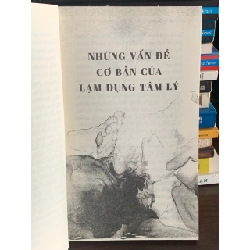 NHỮNG VẤN ĐỀ
CƠ BẢN CỦA
LẠM DỤNG TÂM LÝ